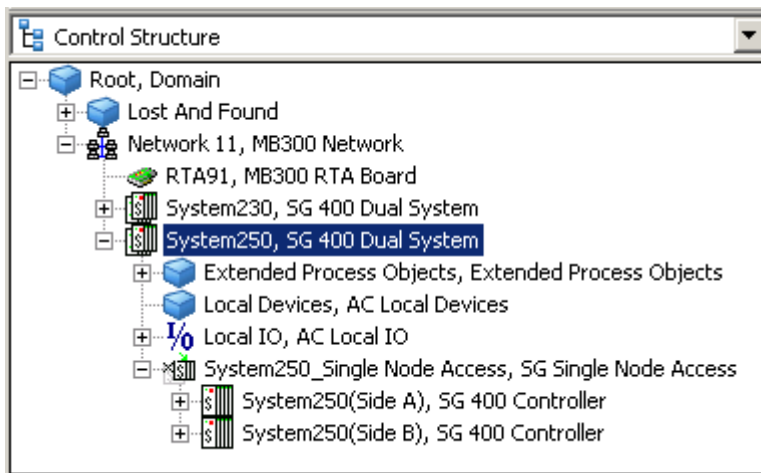 Control Structure
Root, Domain
Lost And Found
Network 11, MB300 Network
RTA91, MB300 RTA Board
System230, SG 400 Dual System
System250, SG 400 Dual System
Extended Process Objects, Extended Process Objects
Local Devices, AC Local Devices
I/O Local IO, AC Local IO
System250_Single Node Access, SG Single Node Access
System250(Side A), SG 400 Controller
System250(Side B), SG 400 Controller